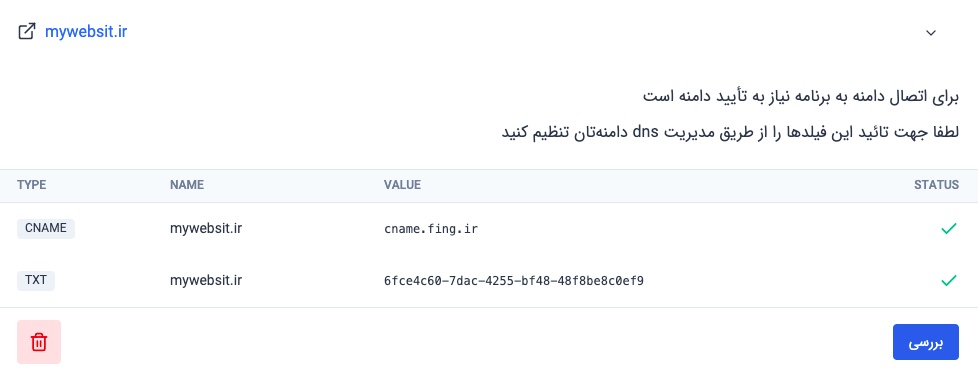 mywebsit.ir
برای اتصال دامنه به برنامه نیاز به تأیید دامنه است
لطفا جهت تائید این فیلدها را از طریق مدیریت dns دامنه‌تان تنظیم کنید
TYPE NAME VALUE STATUS
CNAME mywebsit.ir cname.fing.ir
TXT mywebsit.ir 6fce4c60-7dac-4255-bf48-48f8be8c0ef9
بررسی